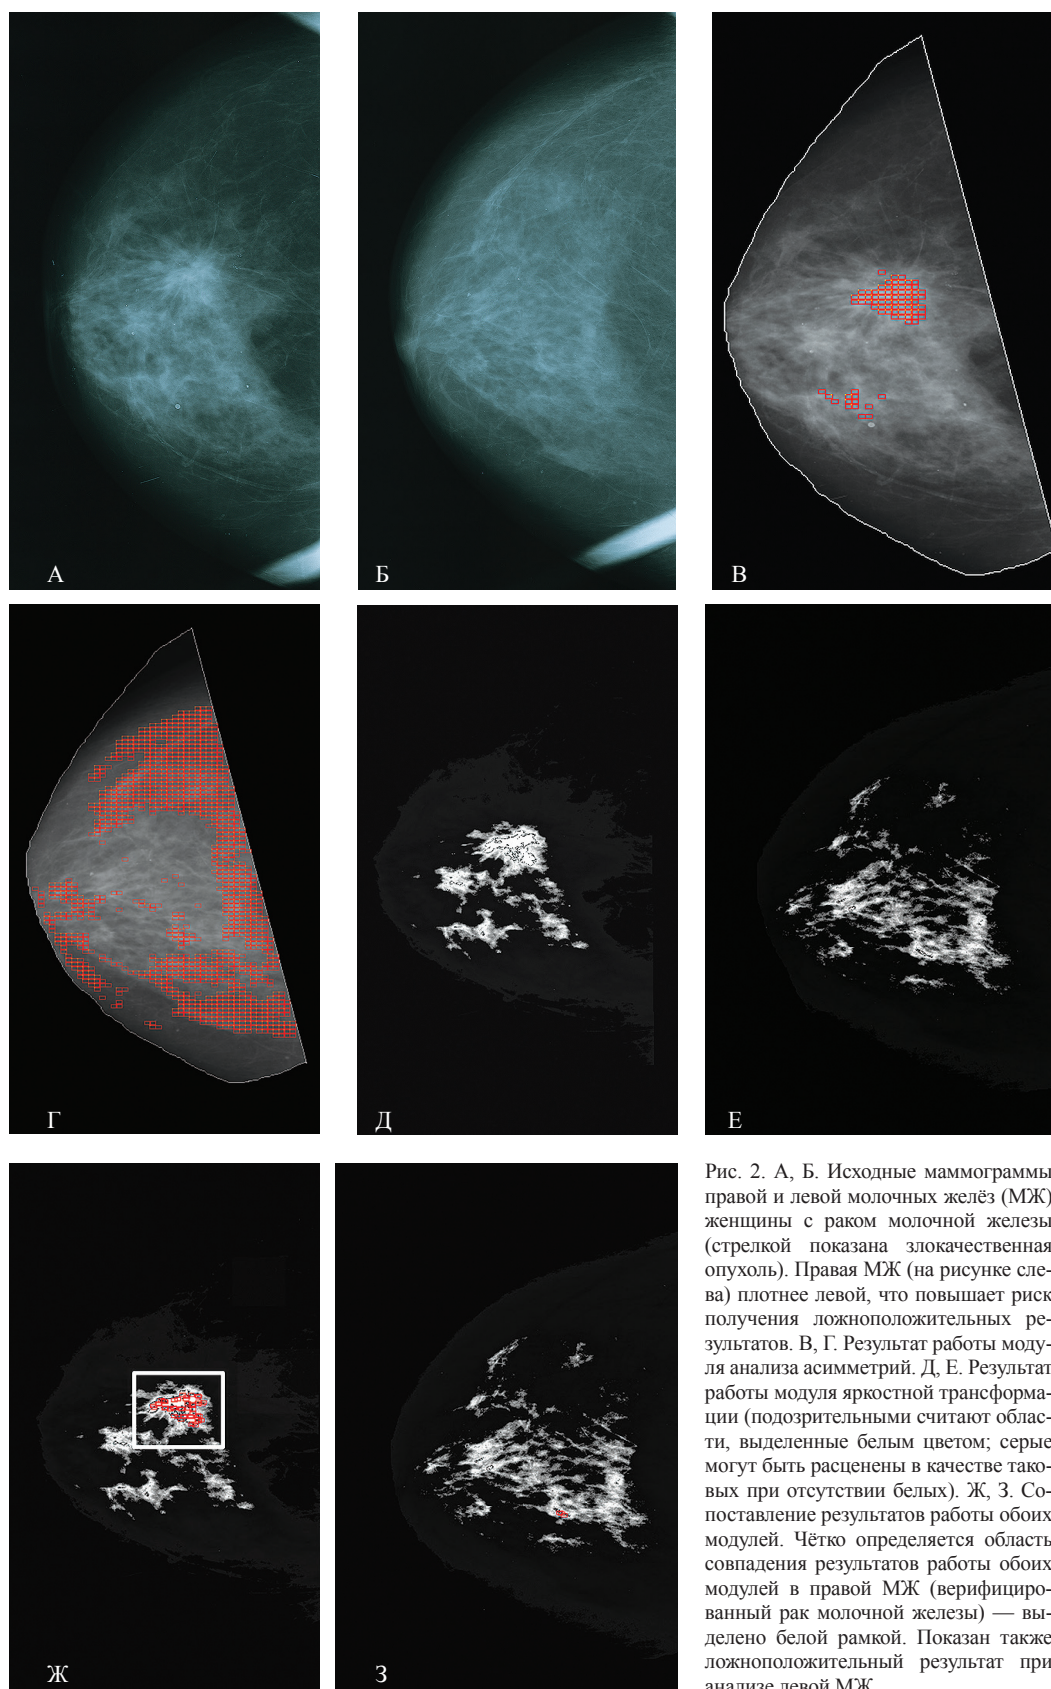 А
Б
В
Г
Д
Е
Рис. 2. А, Б. Исходные маммограммы
правой и левой молочных желёз (МЖ)
женщины с раком молочной железы
(стрелкой показана злокачественная
опухоль). Правая МЖ (на рисунке сле-
ва) плотнее левой, что повышает риск
получения ложноположительных ре-
зультатов. В, Г. Результат работы моду-
ля анализа асимметрий. Д, Е. Результат
работы модуля яркостной трансформа-
ции (подозрительными считают облас-
ти, выделенные белым цветом; серые
могут быть расценены в качестве тако-
вых при отсутствии белых). Ж, З. Со-
поставление результатов работы обоих
модулей. Чётко определяется область
совпадения результатов работы обоих
модулей в правой МЖ (верифициро-
ванный рак молочной железы) — вы-
делено белой рамкой. Показан также
ложноположительный результат при
анализе левой МЖ.
Ж
З